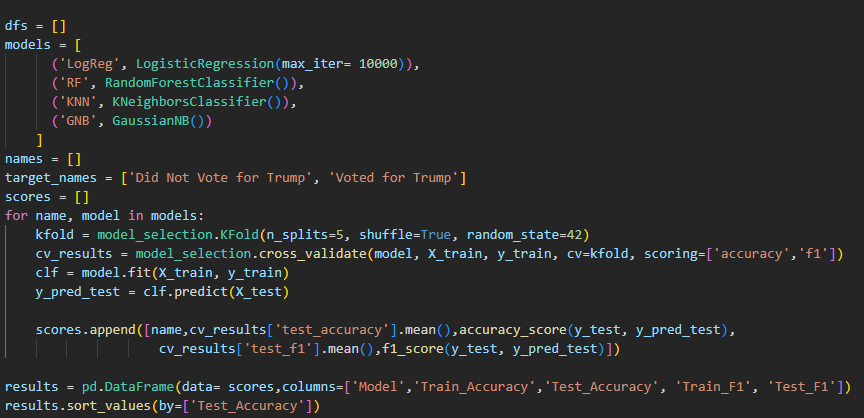 dfs = []
models = [
('LogReg', LogisticRegression(max_iter= 10000)),
('RF', RandomForestClassifier()),
('KNN', KNeighborsClassifier()),
('GNB', GaussianNB())
]
names = []
target_names = ['Did Not Vote for Trump', 'Voted for Trump']
scores = []
for name, model in models:
kfold = model_selection.KFold(n_splits=5, shuffle=True, random_state=42)
cv_results = model_selection.cross_validate(model, X_train, y_train, cv=kfold, scoring=['accuracy','f1'])
clf = model.fit(X_train, y_train)
y_pred_test = clf.predict(X_test)
scores.append([name,cv_results['test_accuracy'].mean(),accuracy_score(y_test, y_pred_test),
cv_results['test_f1'].mean(),f1_score(y_test, y_pred_test)])
results = pd.DataFrame(data= scores,columns=['Model','Train_Accuracy','Test_Accuracy', 'Train_F1', 'Test_F1'])
results.sort_values(by=['Test_Accuracy'])